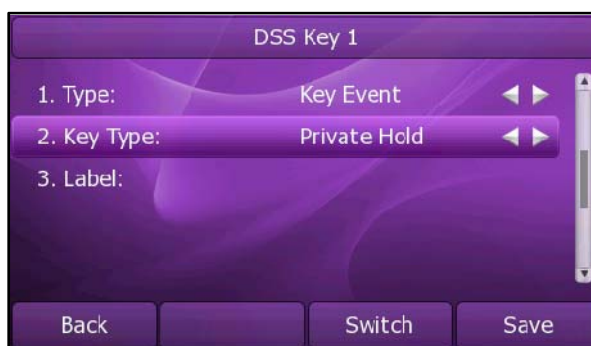 DSS Key 1
1. Type: Key Event
2. Key Type: Private Hold
3. Label:
Back Switch Save